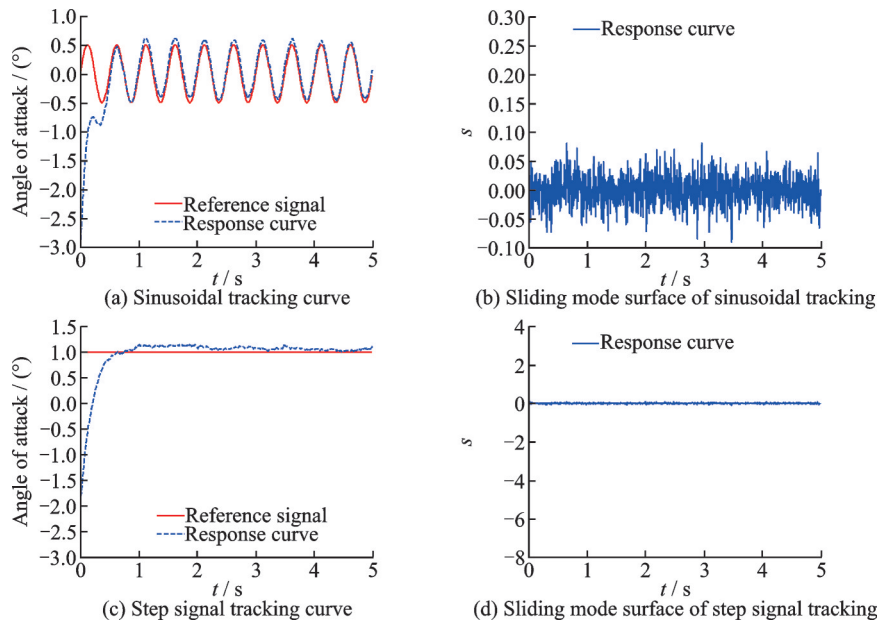 1.0
0.5
0.0
−0.5
−1.0
−1.5
−2.0
−2.5
−3.0
Angle of attack / (°)
Reference signal
Response curve
0 1 2 3 4 5
t / s
(a) Sinusoidal tracking curve
0.30
0.25
0.20
0.15
0.10
0.05
0.00
−0.05
−0.10
s
Response curve
0 1 2 3 4 5
t / s
(b) Sliding mode surface of sinusoidal tracking
1.5
1.0
0.5
0.0
−0.5
−1.0
−1.5
−2.0
−2.5
−3.0
Angle of attack / (°)
Reference signal
Response curve
0 1 2 3 4 5
t / s
(c) Step signal tracking curve
4
2
0
−2
−4
−6
−8
s
Response curve
0 1 2 3 4 5
t / s
(d) Sliding mode surface of step signal tracking